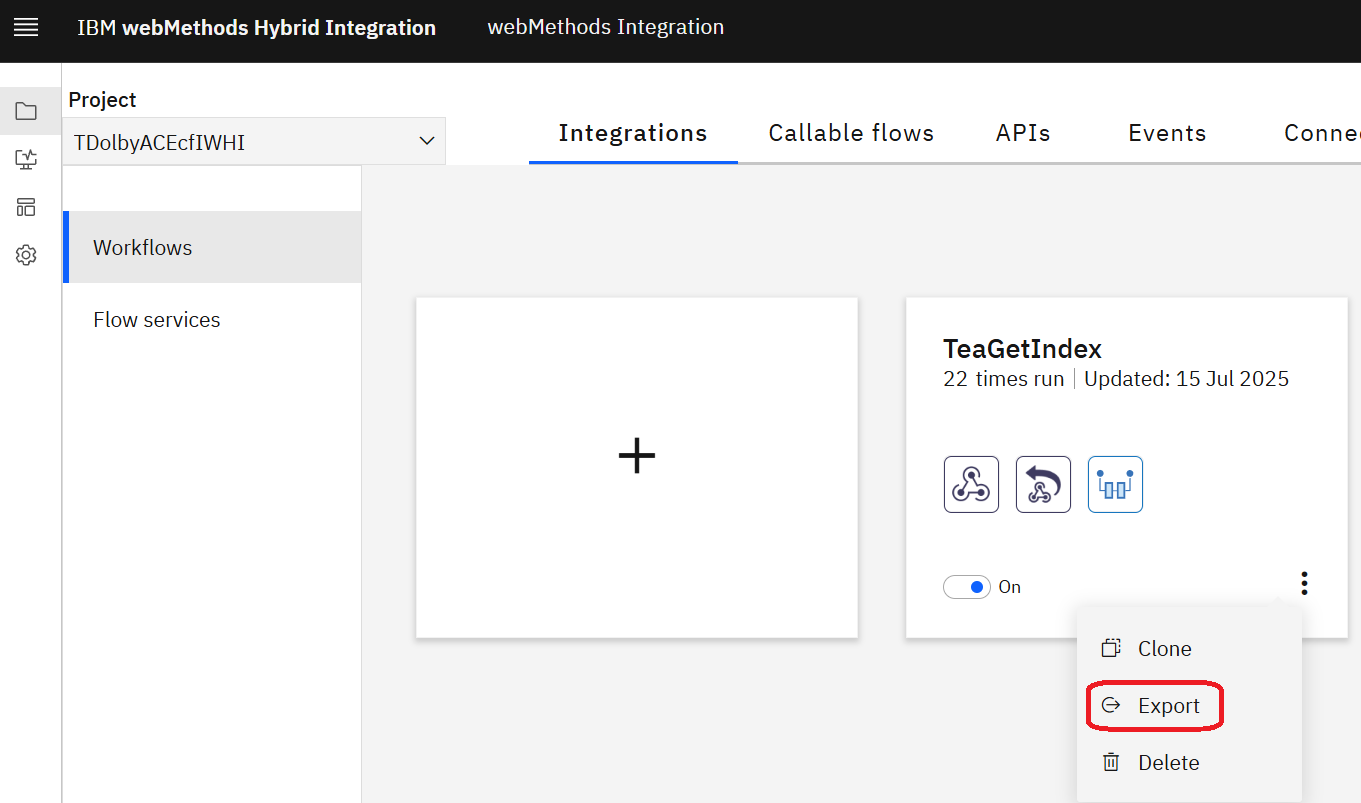 IBM webMethods Hybrid Integration
webMethods Integration
Project
TDolbyACEcfIWHI
Integrations
Callable flows
APIs
Events
Conne
Workflows
Flow services
TeaGetIndex
22 times run | Updated: 15 Jul 2025
On
Clone
Export
Delete